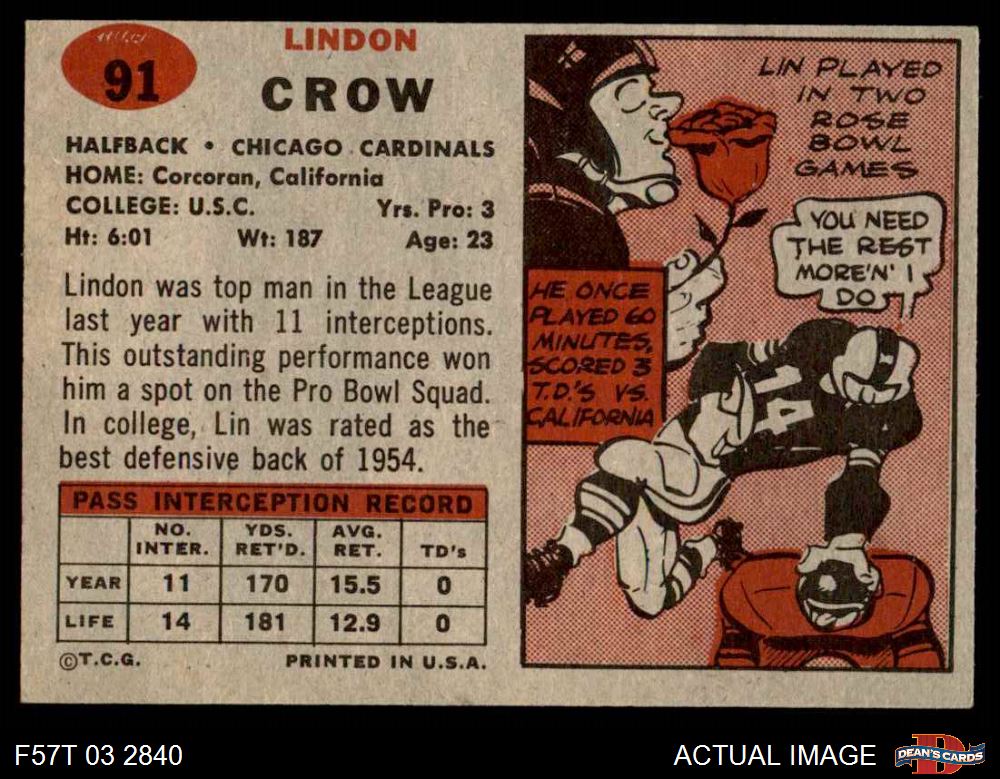 91
LINDON
CROW
HALFBACK • CHICAGO CARDINALS
HOME: Corcoran, California
COLLEGE: U.S.C. Yrs. Pro: 3
Ht: 6:01 Wt: 187 Age: 23
Lindon was top man in the League
last year with 11 interceptions.
This outstanding performance won
him a spot on the Pro Bowl Squad.
In college, Lin was rated as the
best defensive back of 1954.
PASS INTERCEPTION RECORD
NO. INTER. YDS. RET'D. AVG. RET. TD's
YEAR 11 170 15.5 0
LIFE 14 181 12.9 0
©T.C.G. PRINTED IN U.S.A.
LIN PLAYED
IN TWO
ROSE
BOWL
GAMES
YOU NEED
THE REST
MORE'N' I
DO
HE ONCE
PLAYED 60
MINUTES,
SCORED 3
T.D.'S VS.
CALIFORNIA
14
F57T 03 2840
ACTUAL IMAGE
D
DEAN'S CARDS